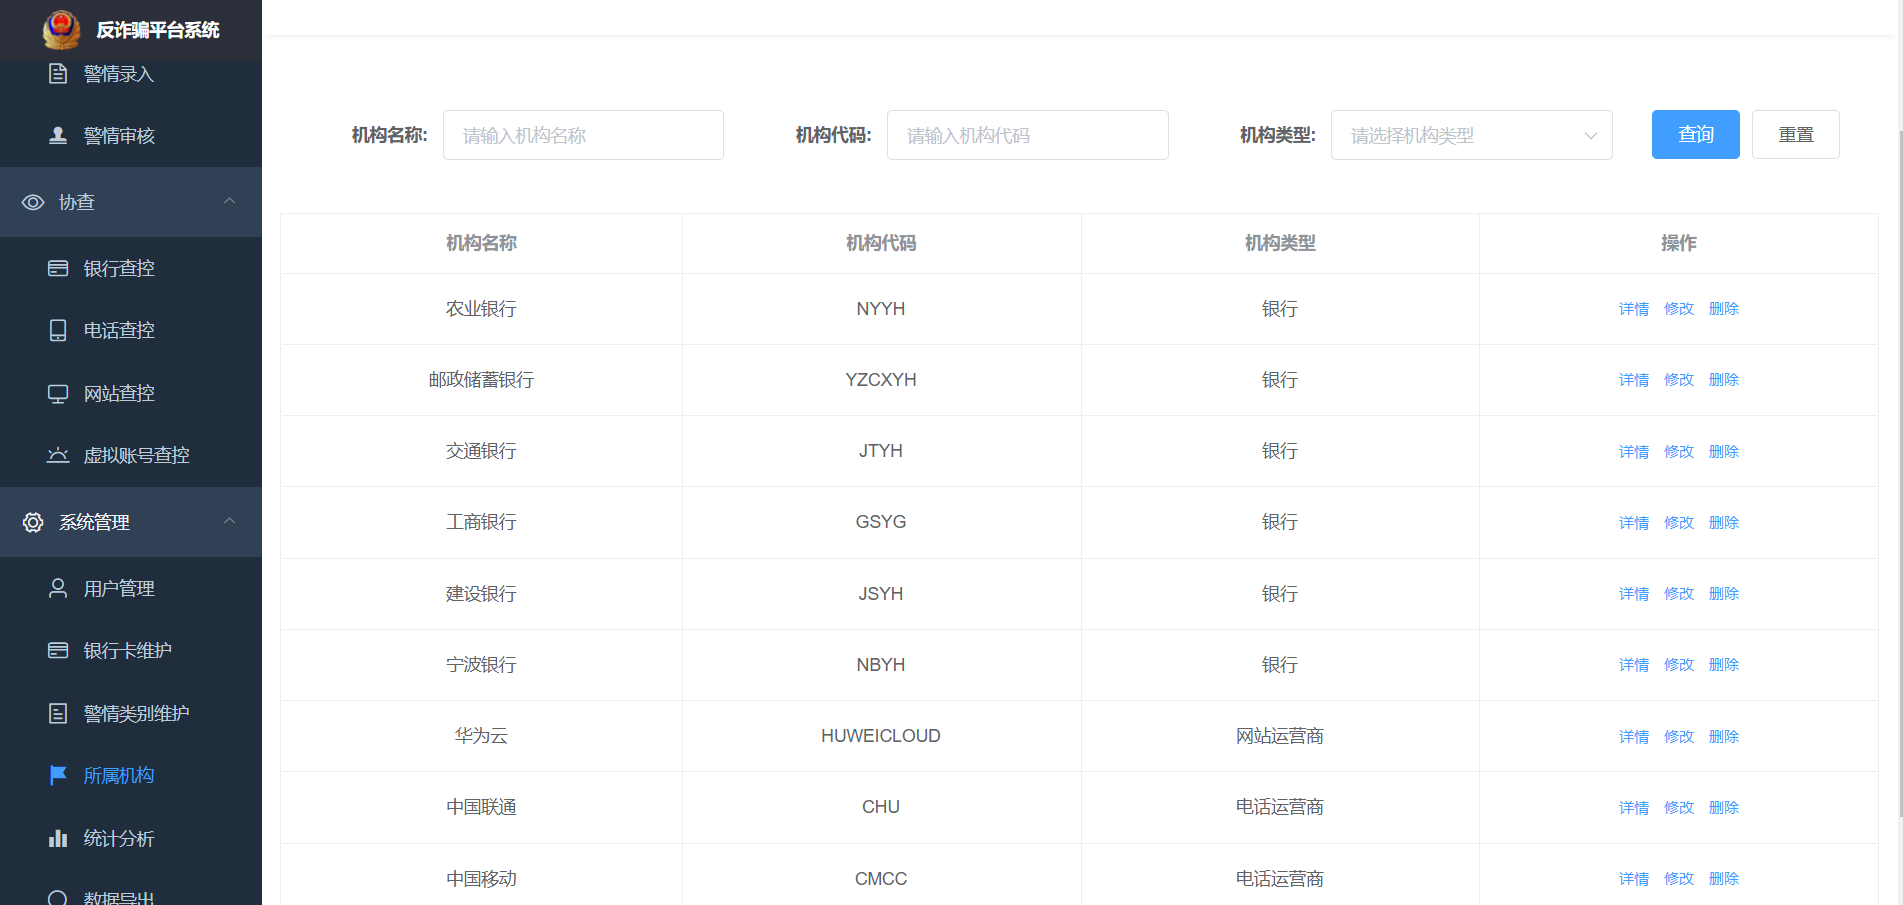 反诈骗平台系统
警情录入
警情审核
协查
银行查控
电话查控
网站查控
虚拟账号查控
系统管理
用户管理
银行卡维护
警情类别维护
所属机构
统计分析
数据导出
机构名称: 请输入机构名称 机构代码: 请输入机构代码 机构类型: 请选择机构类型 查询 重置
机构名称 机构代码 机构类型 操作
农业银行 NYYH 银行 详情 修改 删除
邮政储蓄银行 YZCXYH 银行 详情 修改 删除
交通银行 JTYH 银行 详情 修改 删除
工商银行 GSYG 银行 详情 修改 删除
建设银行 JSYH 银行 详情 修改 删除
宁波银行 NBYH 银行 详情 修改 删除
华为云 HUWEICLOUD 网站运营商 详情 修改 删除
中国联通 CHU 电话运营商 详情 修改 删除
中国移动 CMCC 电话运营商 详情 修改 删除